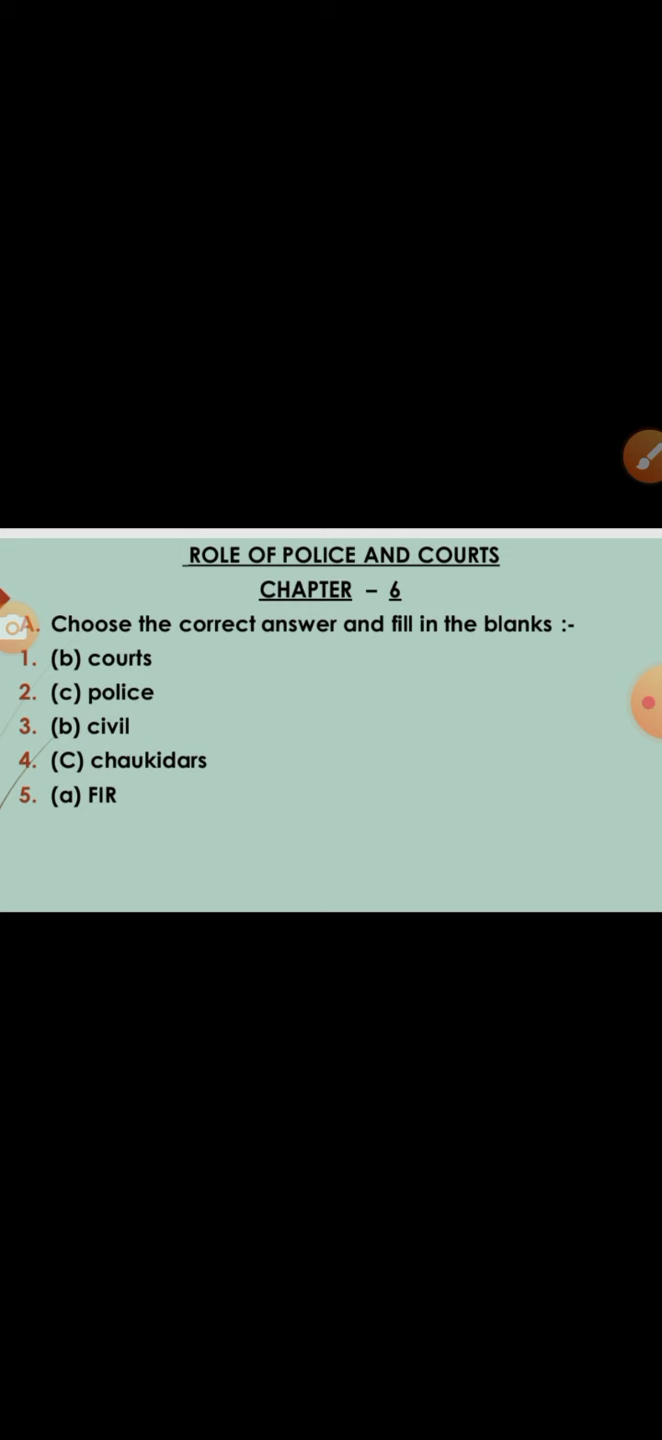 ROLE OF POLICE AND COURTS
CHAPTER – 6
A. Choose the correct answer and fill in the blanks :-
1. (b) courts
2. (c) police
3. (b) civil
4. (C) chaukidars
5. (a) FIR